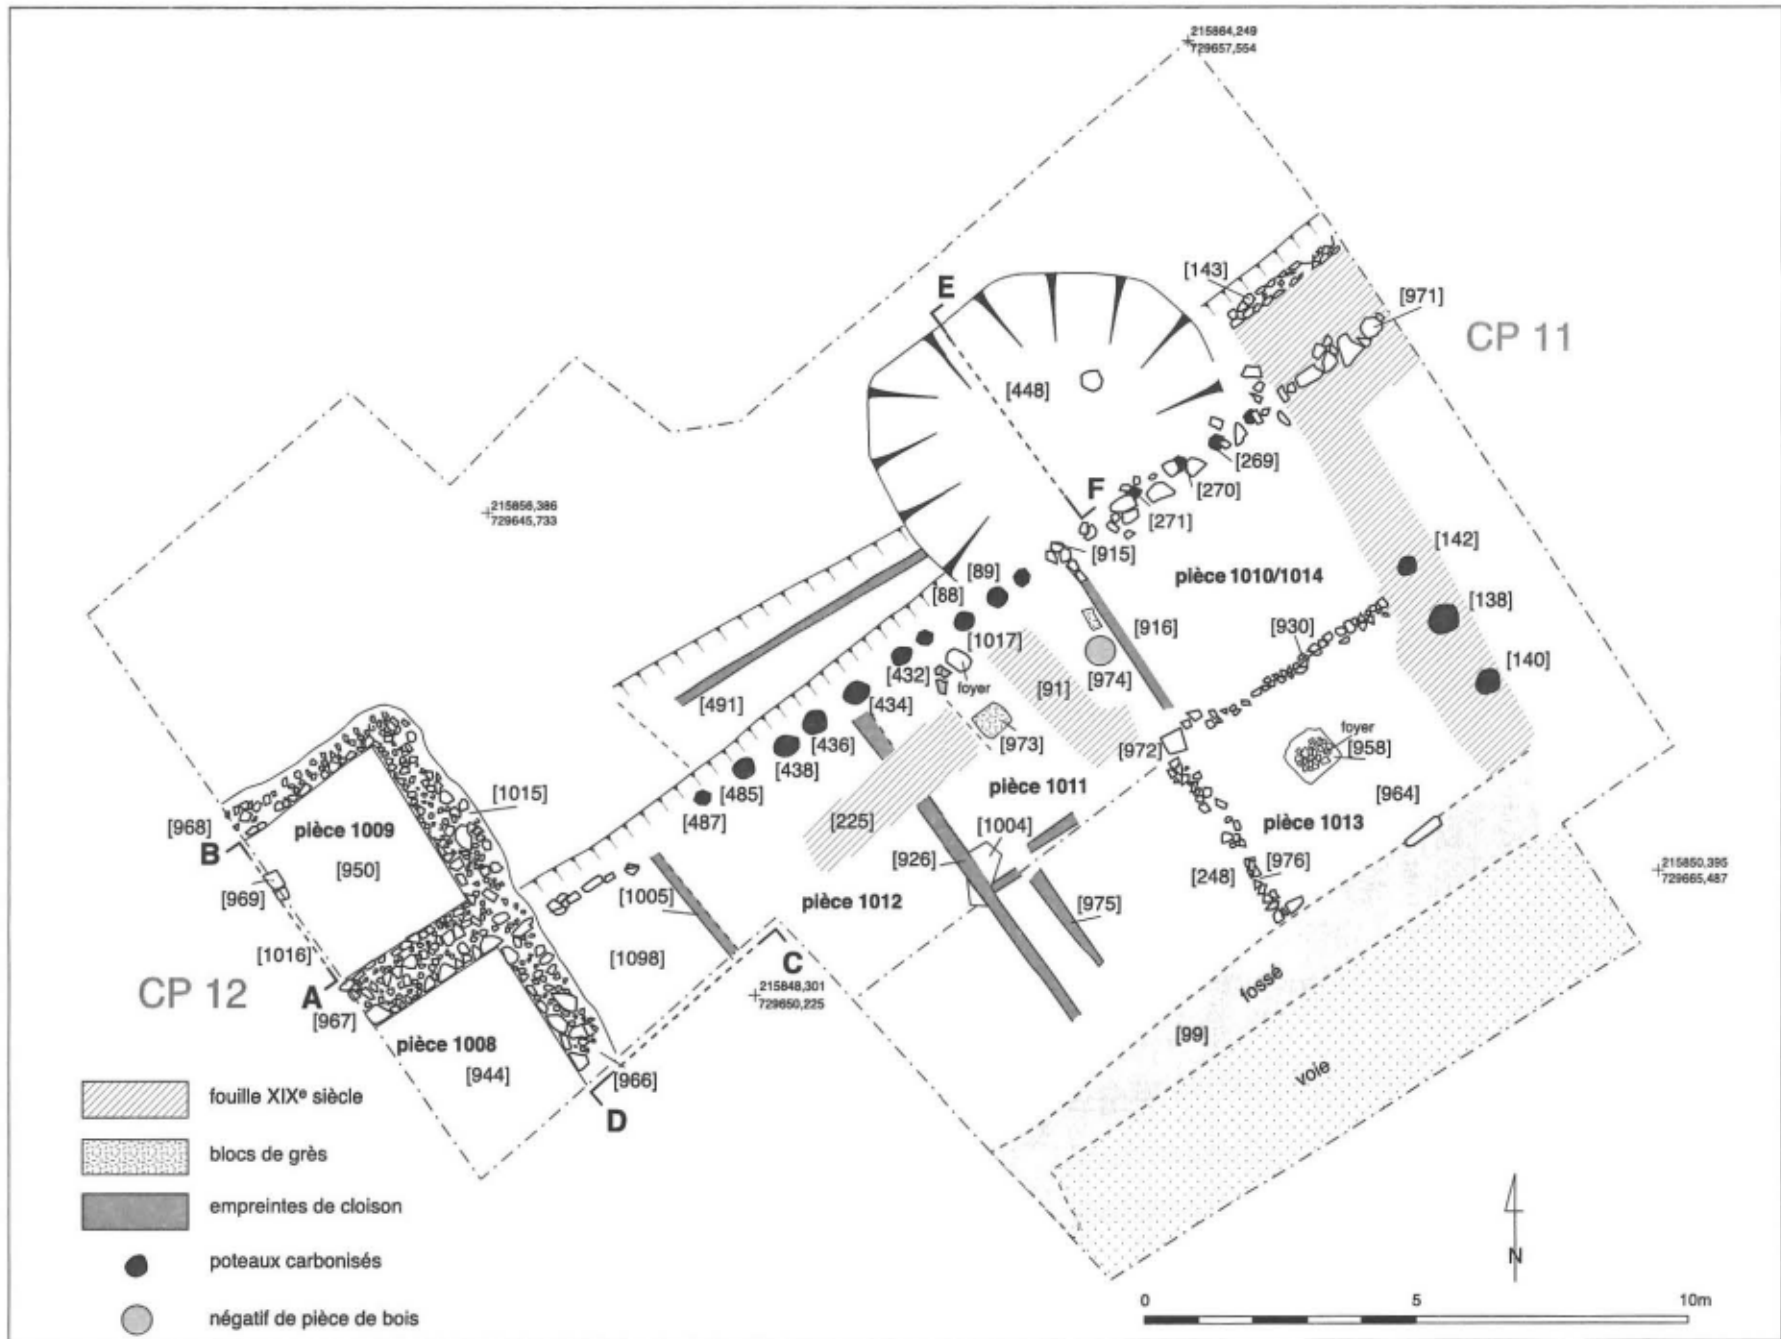 215864,249
729657,554
[143]
[971]
CP 11
E
[448]
[269]
[270]
F
[271]
215856,386
729645,733
[915]
[142]
[89]
pièce 1010/1014
[88]
[138]
[916]
[930]
[1017]
[432]
foyer
[91]
[974]
[140]
[491]
[434]
[436]
[973]
[972]
foyer
[958]
[438]
[485]
pièce 1011
[964]
[1015]
[487]
[225]
[1004]
pièce 1013
[968]
pièce 1009
B
[950]
[926]
[248]
[976]
215850,395
729665,487
[969]
[1005]
pièce 1012
[975]
[1016]
[1098]
C
CP 12
A
215848,301
729650,225
fossé
[967]
[99]
pièce 1008
[944]
[966]
voie
D
fouille XIXe siècle
blocs de grès
empreintes de cloison
poteaux carbonisés
négatif de pièce de bois
N
0 5 10m